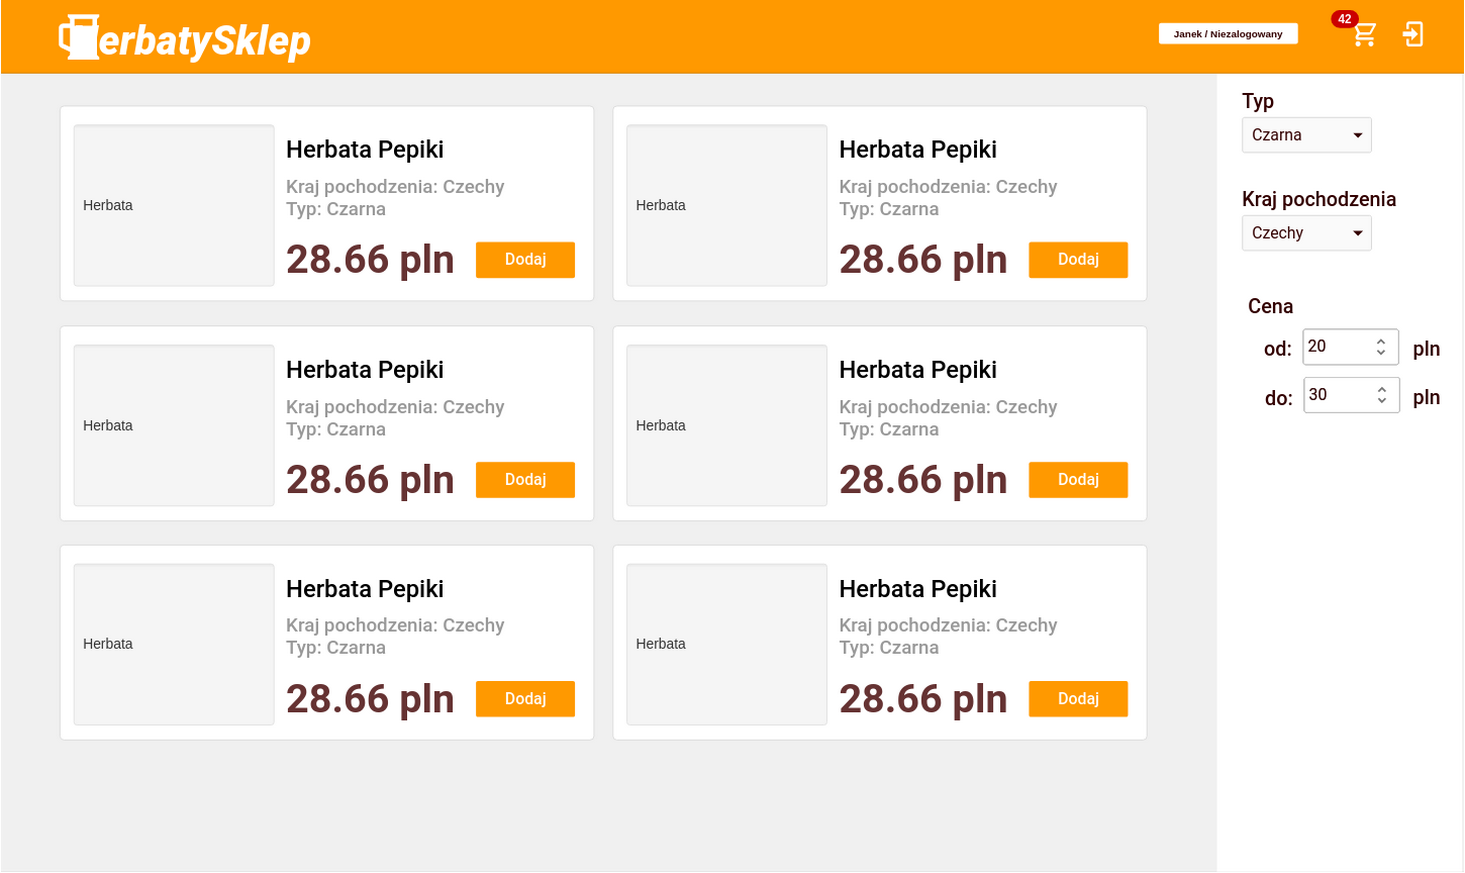 erbatySklep
Janek / Niezalogowany
42
Herbata
Herbata Pepiki
Kraj pochodzenia: Czechy
Typ: Czarna
28.66 pln
Dodaj
Herbata
Herbata Pepiki
Kraj pochodzenia: Czechy
Typ: Czarna
28.66 pln
Dodaj
Herbata
Herbata Pepiki
Kraj pochodzenia: Czechy
Typ: Czarna
28.66 pln
Dodaj
Herbata
Herbata Pepiki
Kraj pochodzenia: Czechy
Typ: Czarna
28.66 pln
Dodaj
Herbata
Herbata Pepiki
Kraj pochodzenia: Czechy
Typ: Czarna
28.66 pln
Dodaj
Herbata
Herbata Pepiki
Kraj pochodzenia: Czechy
Typ: Czarna
28.66 pln
Dodaj
Typ
Czarna
Kraj pochodzenia
Czechy
Cena
od: 20 pln
do: 30 pln